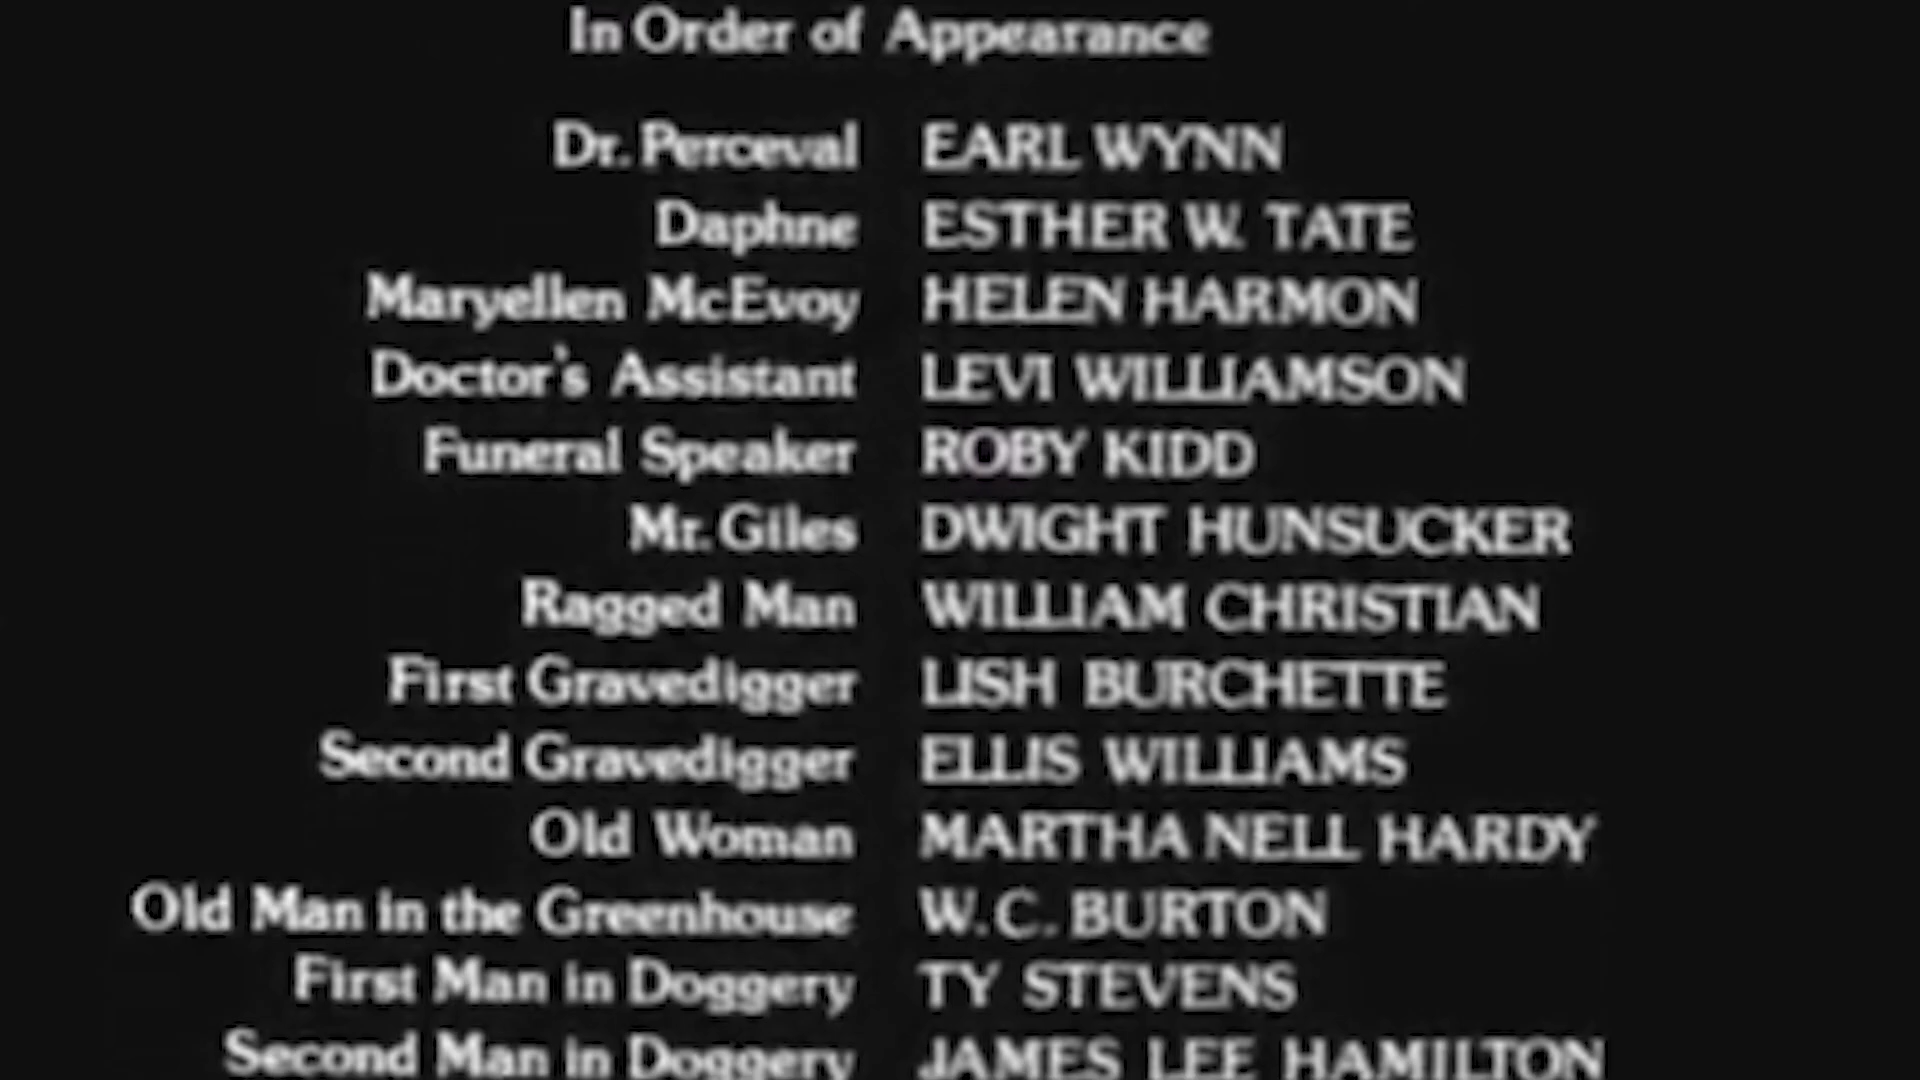 In Order of Appearance
Dr. Perceval EARL WYNN
Daphne ESTHER W. TATE
Maryellen McEvoy HELEN HARMON
Doctor's Assistant LEVI WILLIAMSON
Funeral Speaker ROBY KIDD
Mr. Giles DWIGHT HUNSUCKER
Ragged Man WILLIAM CHRISTIAN
First Gravedigger LISH BURCHETTE
Second Gravedigger ELLIS WILLIAMS
Old Woman MARTHA NELL HARDY
Old Man in the Greenhouse W.C. BURTON
First Man in Doggery TY STEVENS
Second Man in Doggery JAMES LEE HAMILTON